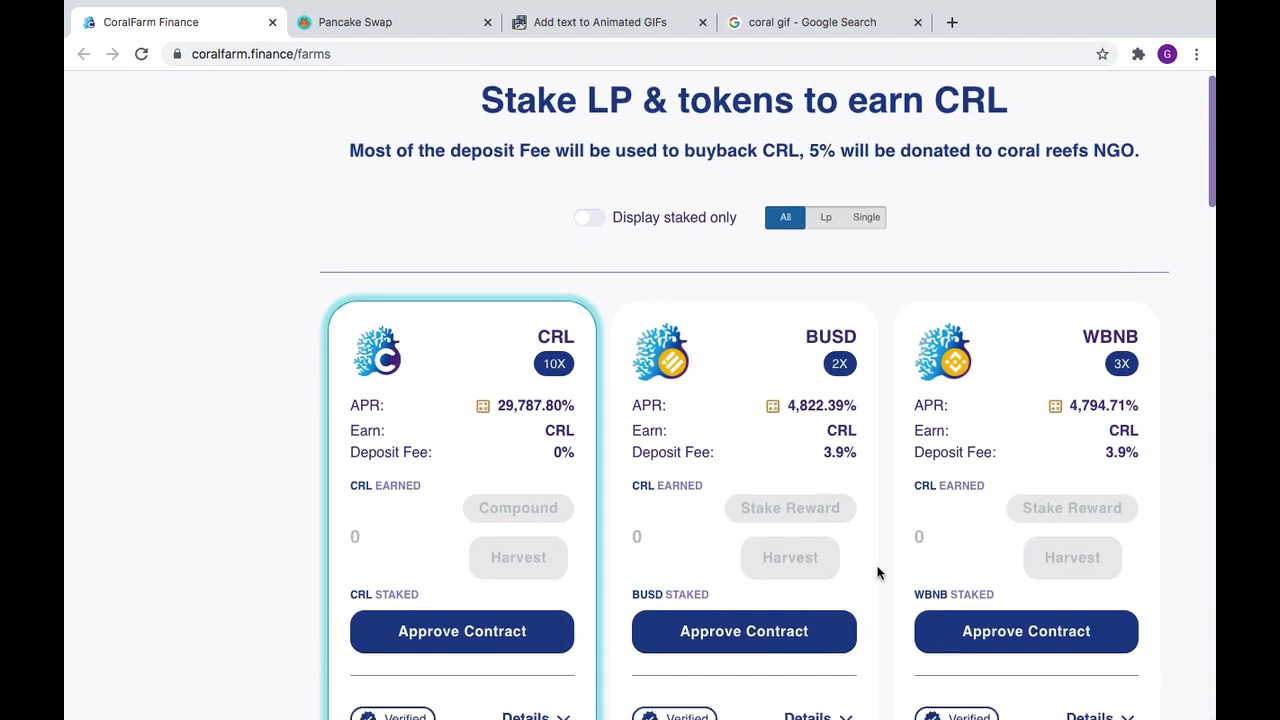 CoralFarm Finance
Pancake Swap
Add text to Animated GIFs
coral gif - Google Search
coralfarm.finance/farms
G
Stake LP & tokens to earn CRL
Most of the deposit Fee will be used to buyback CRL, 5% will be donated to coral reefs NGO.
Display staked only
All Lp Single
CRL
10X
APR: 29,787.80%
Earn: CRL
Deposit Fee: 0%
CRL EARNED
Compound
0
Harvest
CRL STAKED
Approve Contract
Verified Details
BUSD
2X
APR: 4,822.39%
Earn: CRL
Deposit Fee: 3.9%
CRL EARNED
Stake Reward
0
Harvest
BUSD STAKED
Approve Contract
Verified Details
WBNB
3X
APR: 4,794.71%
Earn: CRL
Deposit Fee: 3.9%
CRL EARNED
Stake Reward
0
Harvest
WBNB STAKED
Approve Contract
Verified Details